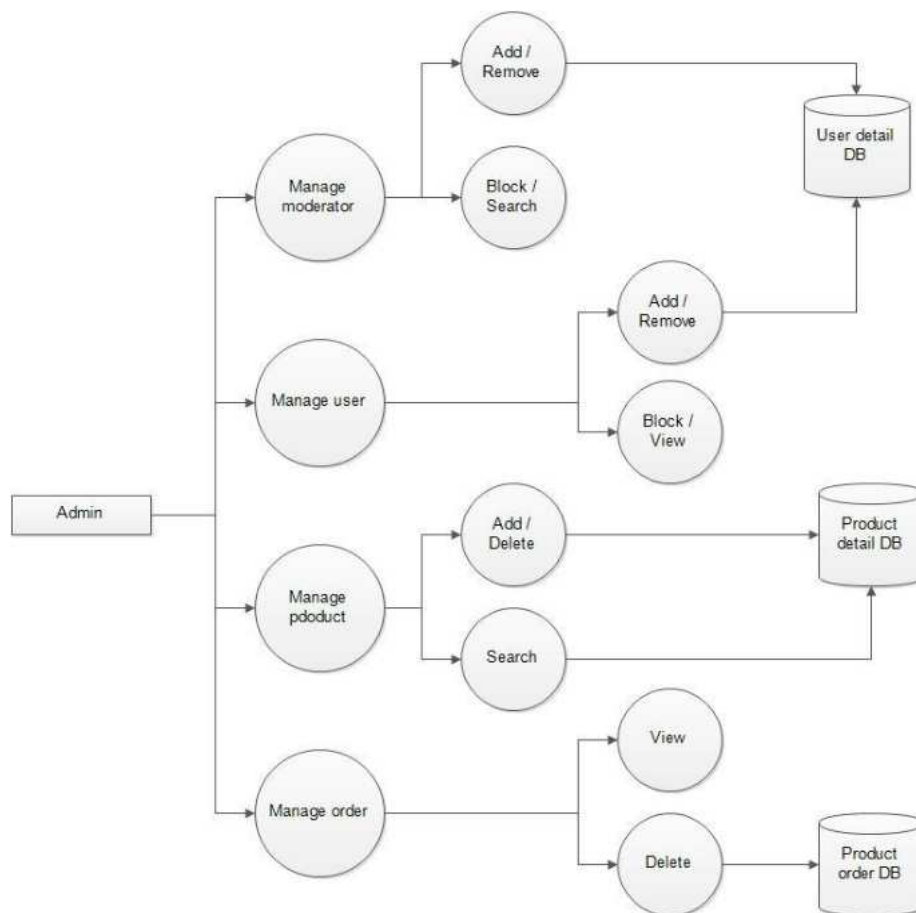 Add /
Remove
User detail
DB
Manage
moderator
Block /
Search
Add /
Remove
Manage user
Block /
View
Admin
Add /
Delete
Product
detail DB
Manage
pdoduct
Search
View
Manage order
Delete
Product
order DB